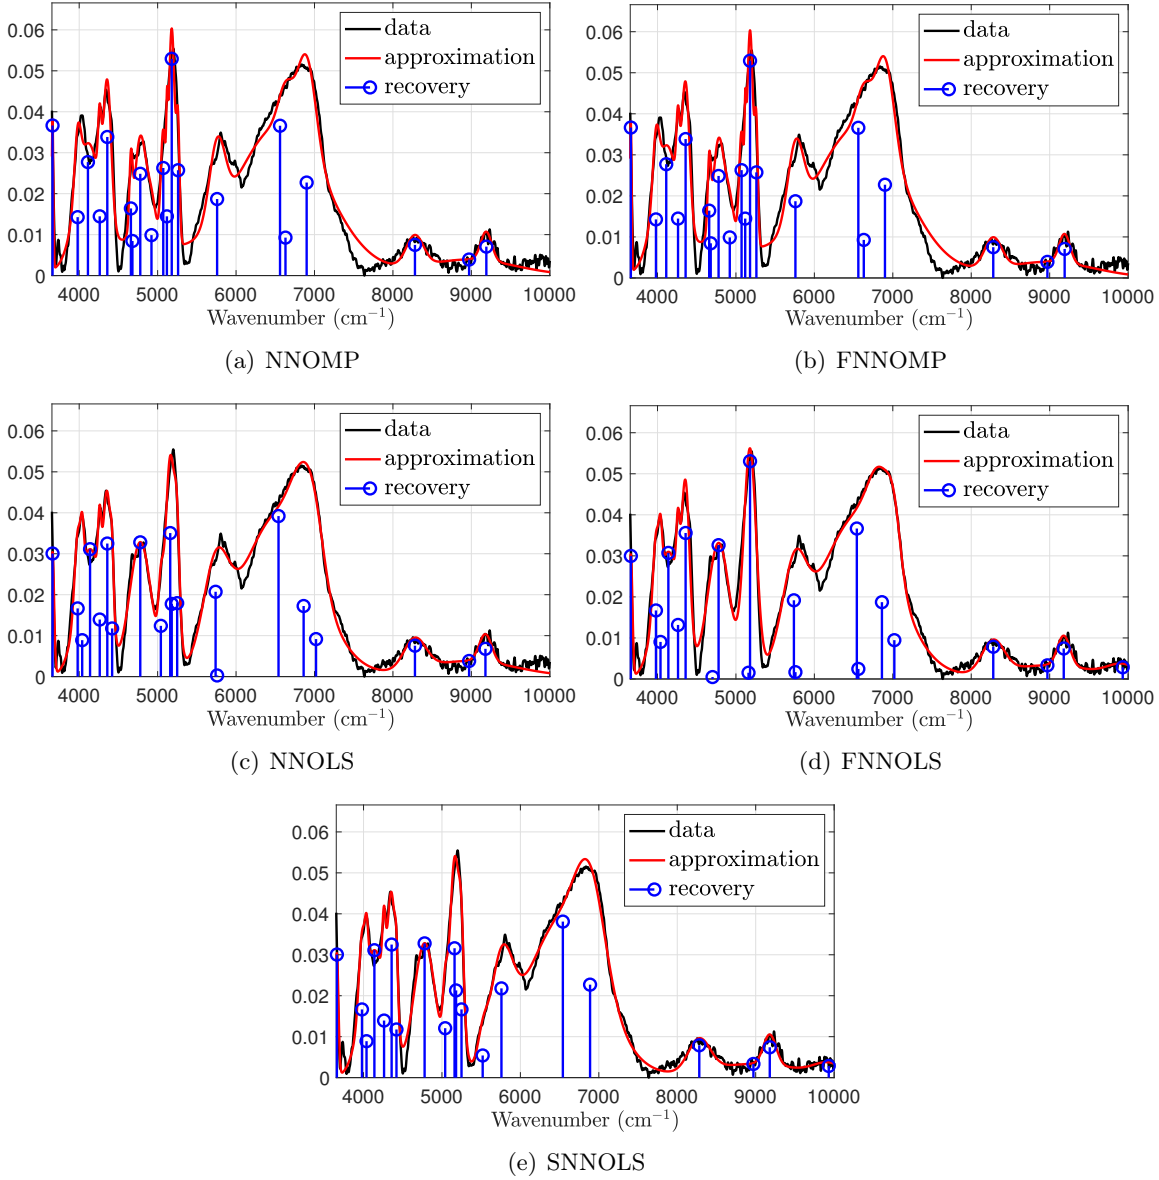 0.06
0.05
0.04
0.03
0.02
0.01
0
data
approximation
recovery
4000 5000 6000 7000 8000 9000 10000
Wavenumber (cm⁻¹)
(a) NNOMP
0.06
0.05
0.04
0.03
0.02
0.01
0
data
approximation
recovery
4000 5000 6000 7000 8000 9000 10000
Wavenumber (cm⁻¹)
(b) FNNOMP
0.06
0.05
0.04
0.03
0.02
0.01
0
data
approximation
recovery
4000 5000 6000 7000 8000 9000 10000
Wavenumber (cm⁻¹)
(c) NNOLS
0.06
0.05
0.04
0.03
0.02
0.01
0
data
approximation
recovery
4000 5000 6000 7000 8000 9000 10000
Wavenumber (cm⁻¹)
(d) FNNOLS
0.06
0.05
0.04
0.03
0.02
0.01
0
data
approximation
recovery
4000 5000 6000 7000 8000 9000 10000
Wavenumber (cm⁻¹)
(e) SNNOLS